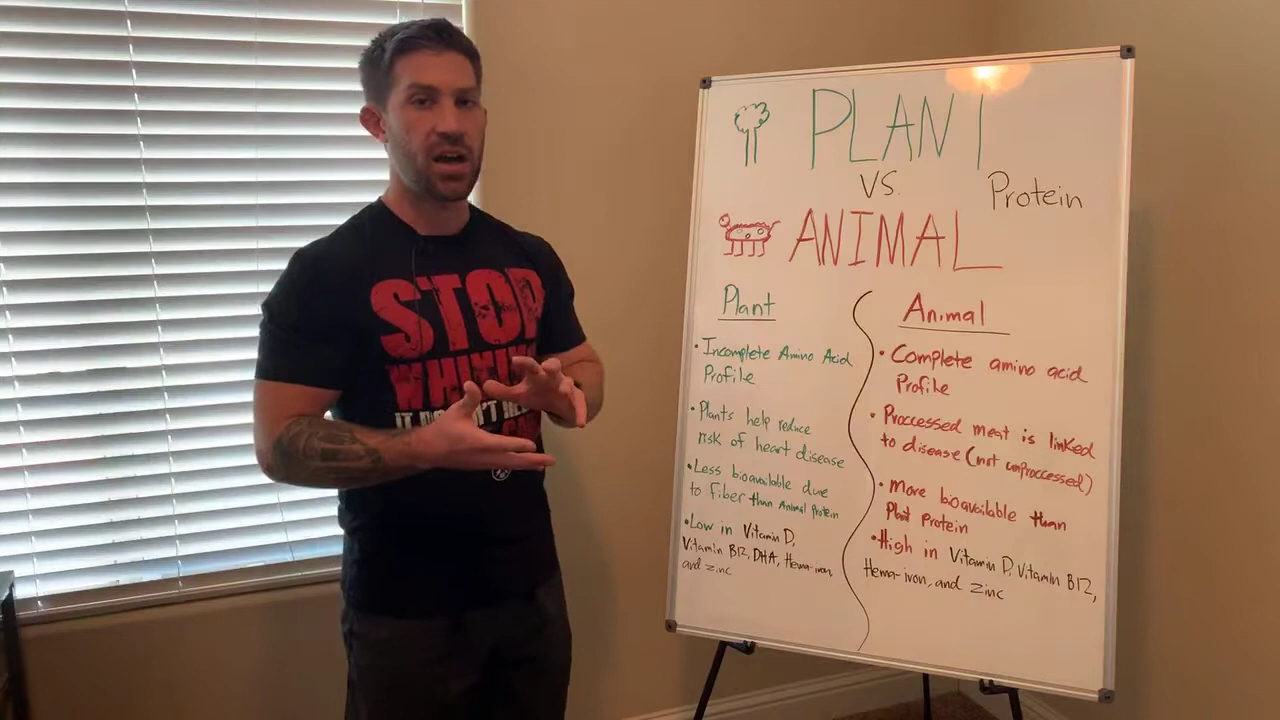 PLANT
VS.
Protein
ANIMAL
Plant
• Incomplete Amino Acid
Profile
• Plants help reduce
risk of heart disease
• Less bioavailable due
to fiber than Animal protein
• Low in Vitamin D,
Vitamin B12, DHA, Heme-iron,
and zinc
Animal
• Complete amino acid
Profile
• Proccessed meat is linked
to disease (not unproccessed)
• More bioavailable than
Plant Protein
• High in Vitamin D, Vitamin B12,
Heme-iron, and zinc
STOP
WHINING